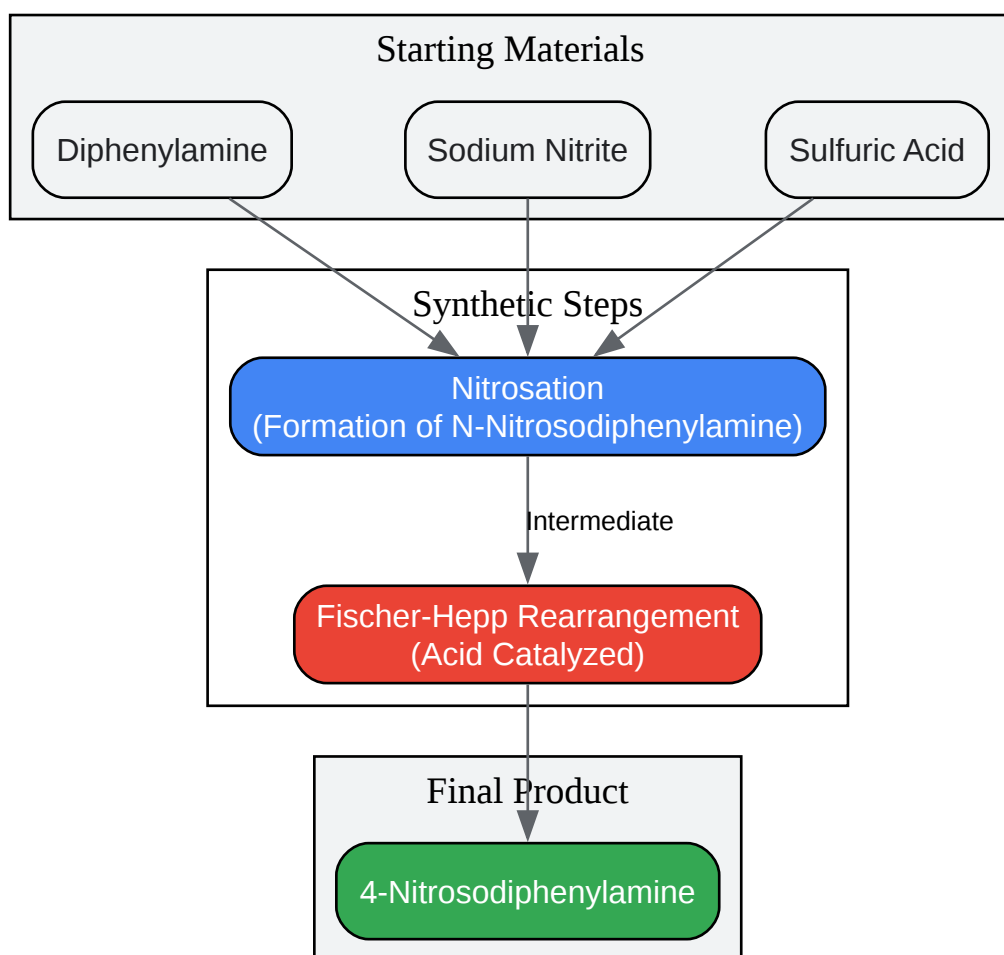 Starting Materials
Diphenylamine
Sodium Nitrite
Sulfuric Acid
Synthetic Steps
Nitrosation
(Formation of N-Nitrosodiphenylamine)
Intermediate
Fischer-Hepp Rearrangement
(Acid Catalyzed)
Final Product
4-Nitrosodiphenylamine